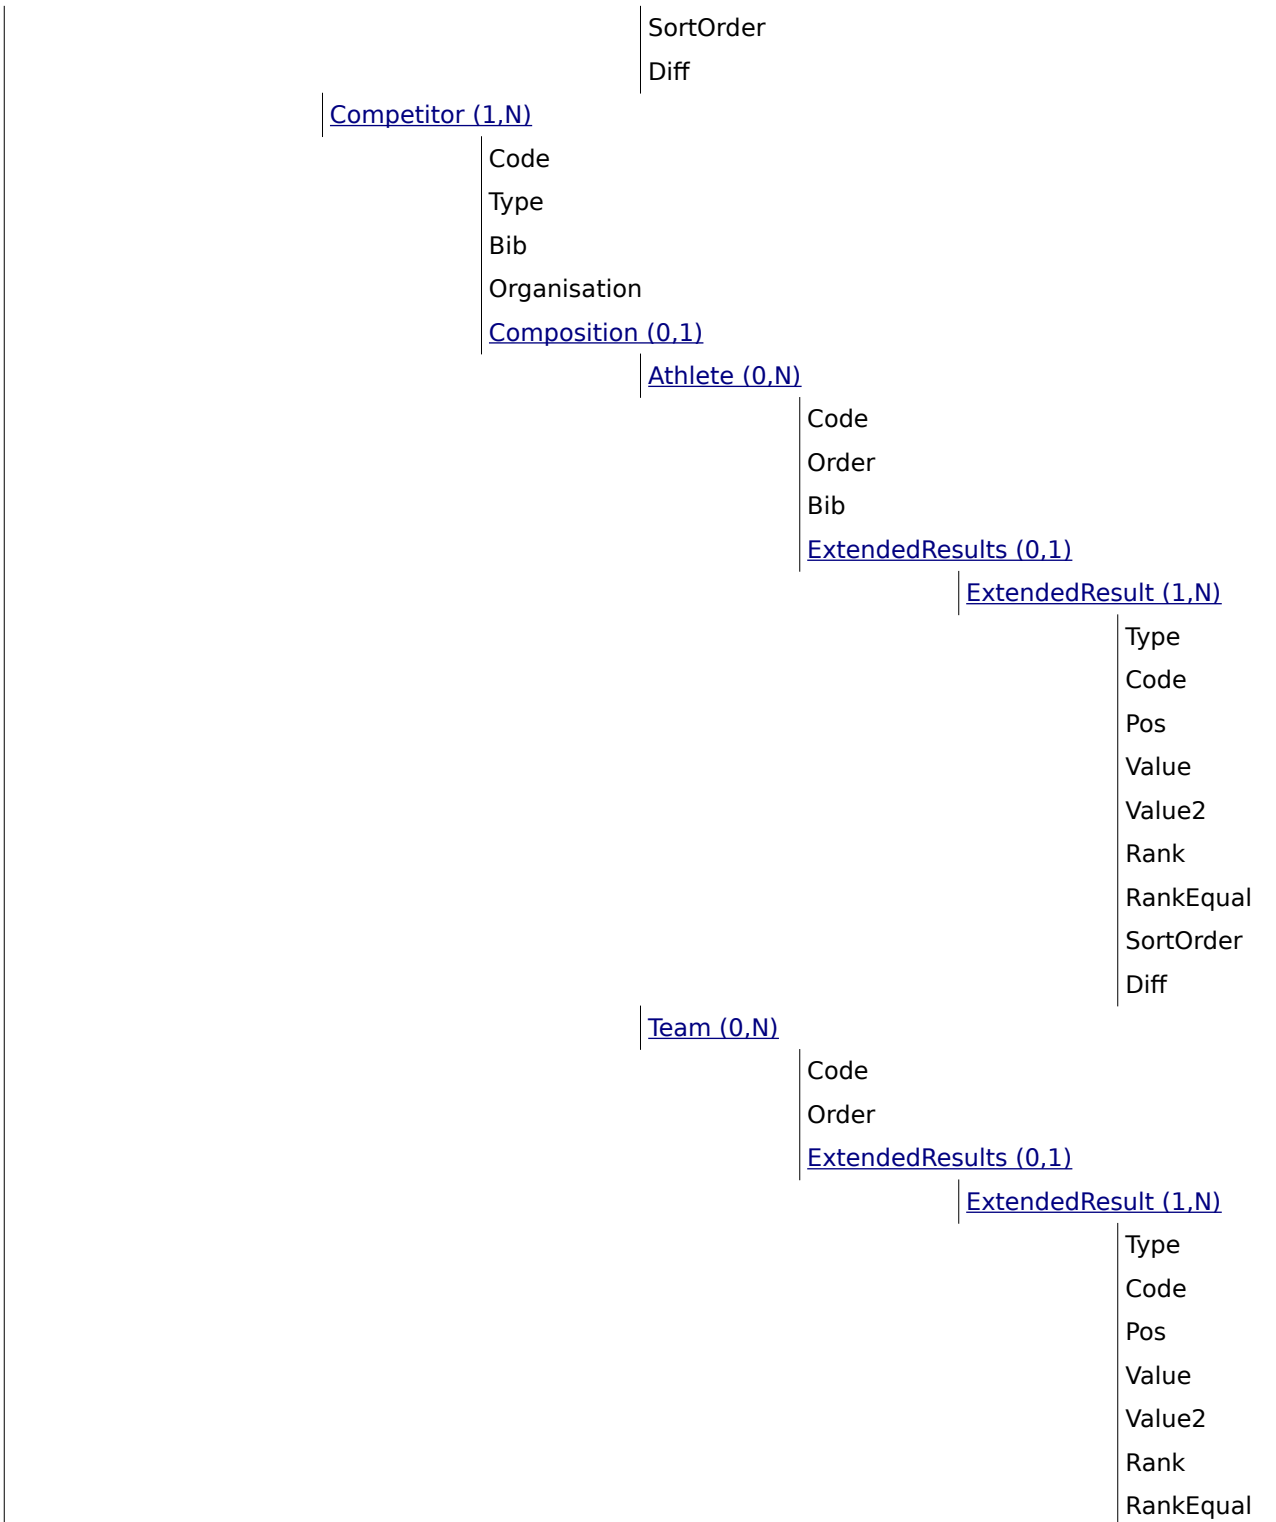 SortOrder
Diff
Competitor (1,N)
Code
Type
Bib
Organisation
Composition (0,1)
Athlete (0,N)
Code
Order
Bib
ExtendedResults (0,1)
ExtendedResult (1,N)
Type
Code
Pos
Value
Value2
Rank
RankEqual
SortOrder
Diff
Team (0,N)
Code
Order
ExtendedResults (0,1)
ExtendedResult (1,N)
Type
Code
Pos
Value
Value2
Rank
RankEqual